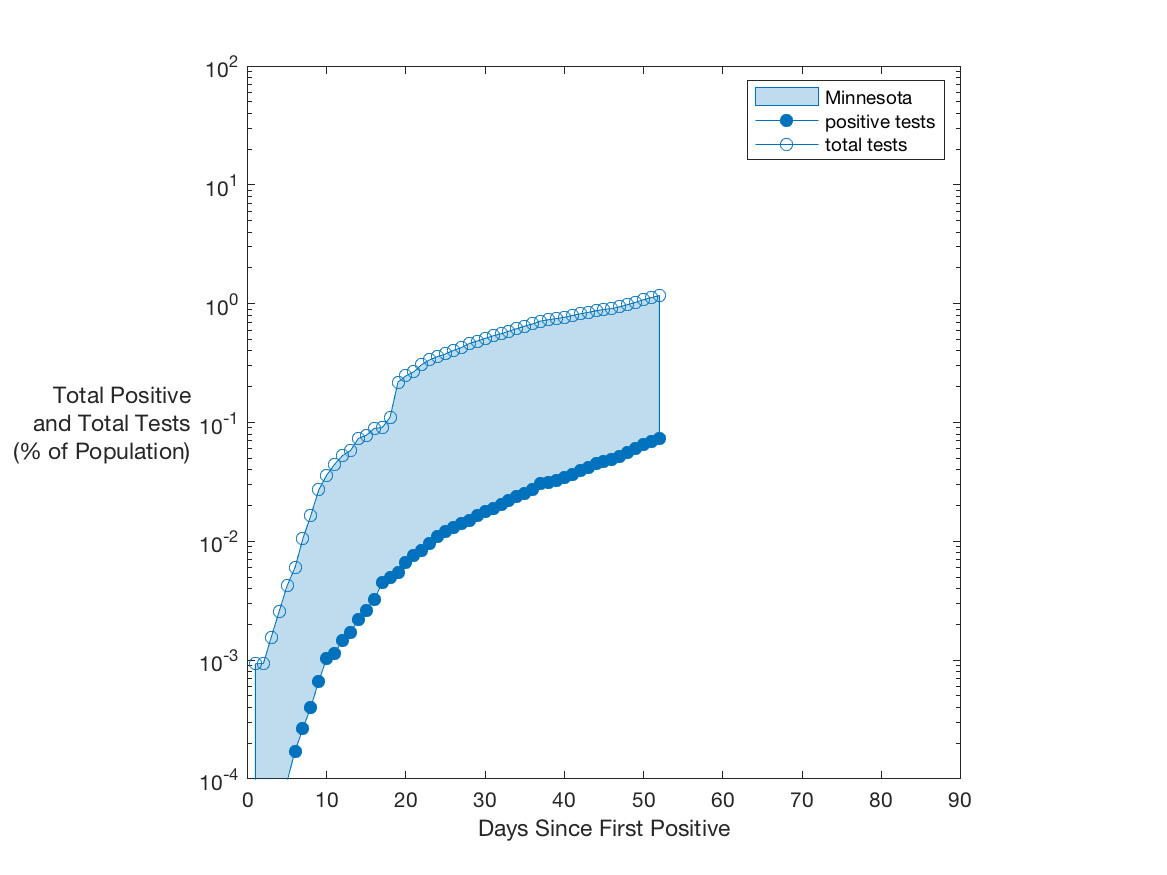 10^2
10^1
10^0
10^-1
10^-2
10^-3
10^-4
Total Positive
and Total Tests
(% of Population)
Minnesota
positive tests
total tests
0 10 20 30 40 50 60 70 80 90
Days Since First Positive